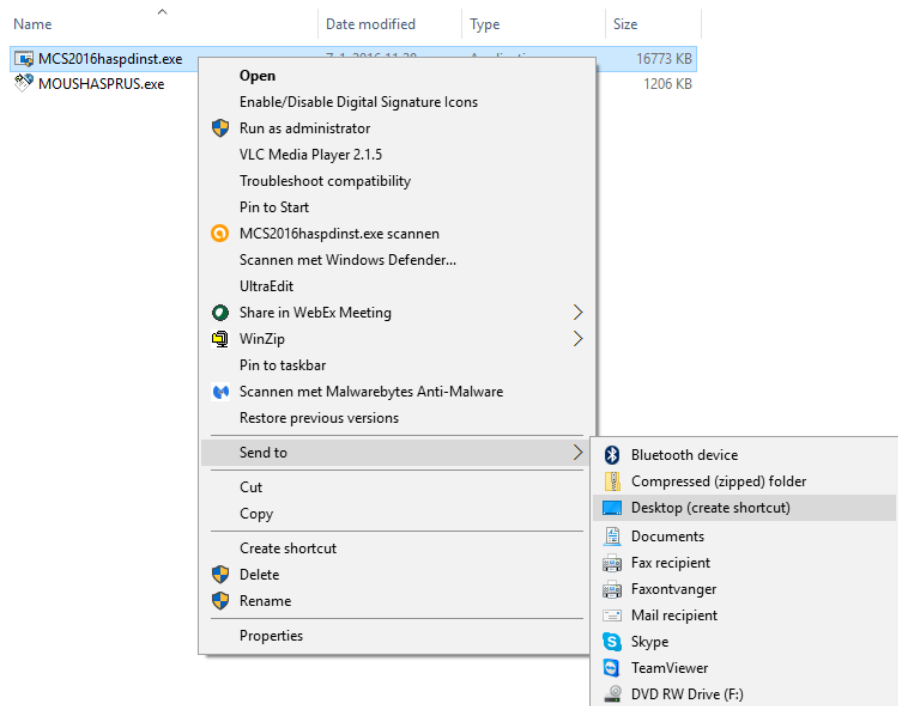 Name Date modified Type Size
MCS2016haspdinst.exe 16773 KB
MOUSHASPRUS.exe 1206 KB
Open
Enable/Disable Digital Signature Icons
Run as administrator
VLC Media Player 2.1.5
Troubleshoot compatibility
Pin to Start
MCS2016haspdinst.exe scannen
Scannen met Windows Defender...
UltraEdit
Share in WebEx Meeting
WinZip
Pin to taskbar
Scannen met Malwarebytes Anti-Malware
Restore previous versions
Send to
Cut
Copy
Create shortcut
Delete
Rename
Properties
Bluetooth device
Compressed (zipped) folder
Desktop (create shortcut)
Documents
Fax recipient
Faxontvanger
Mail recipient
Skype
TeamViewer
DVD RW Drive (F:)